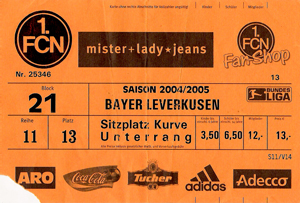 1. FCN
mister+lady★jeans
1. FCN
Fan-Shop
Nr. 25346
13
Block
21
SAISON 2004/2005
BAYER LEVERKUSEN
BUNDES
LIGA
Reihe
Platz
11
13
Sitzplatz Kurve
Unterrang
3,50
6,50
12,-
13,-
S11/V14
ARO
Coca-Cola
Tucher
adidas
Adecco